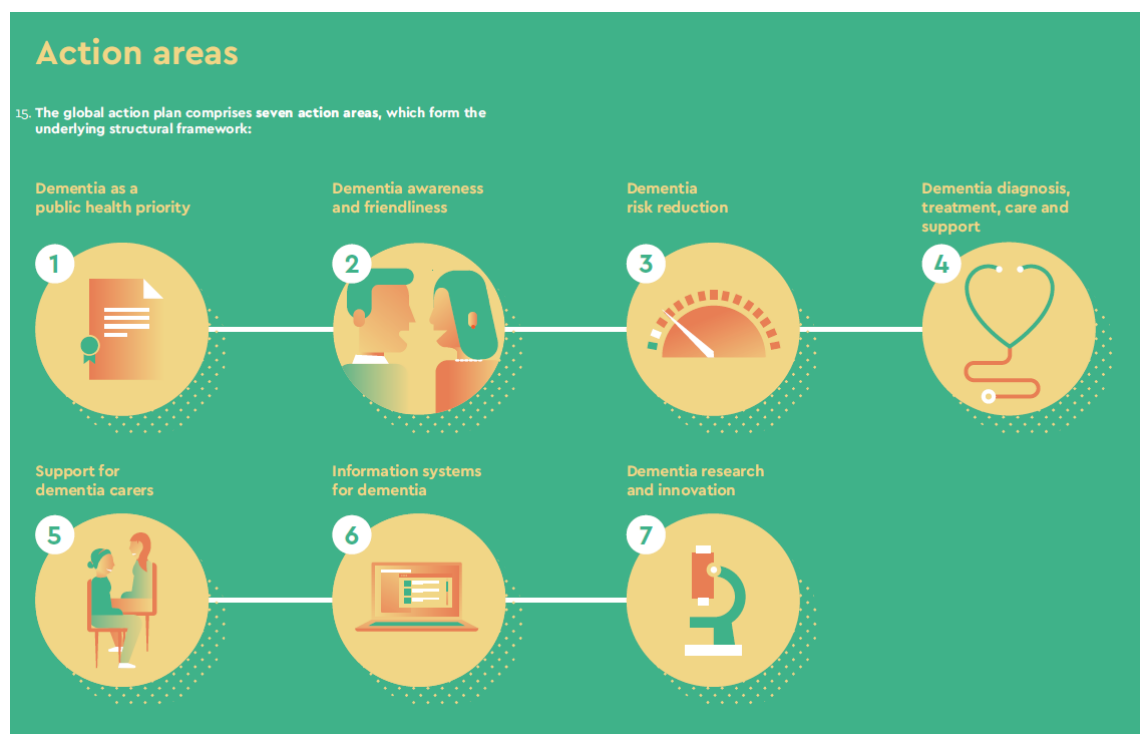 Action areas
15. The global action plan comprises seven action areas, which form the
underlying structural framework:
Dementia as a
public health priority
1
Dementia awareness
and friendliness
2
Dementia
risk reduction
3
Dementia diagnosis,
treatment, care and
support
4
Support for
dementia carers
5
Information systems
for dementia
6
Dementia research
and innovation
7